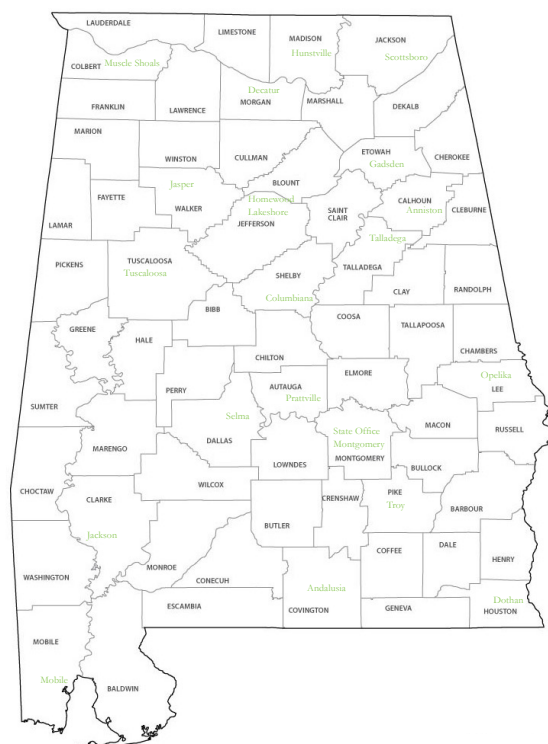 LAUDERDALE
LIMESTONE
MADISON
JACKSON
Hunstville
Scottsboro
COLBERT
Muscle Shoals
Decatur
MORGAN
MARSHALL
FRANKLIN
LAWRENCE
DEKALB
MARION
ETOWAH
WINSTON
CULLMAN
Gadsden
CHEROKEE
Jasper
BLOUNT
FAYETTE
WALKER
Homewood
Lakeshore
JEFFERSON
SAINT
CLAIR
CALHOUN
Anniston
CLEBURNE
LAMAR
Talladega
PICKENS
TUSCALOOSA
Tuscaloosa
SHELBY
TALLADEGA
CLAY
RANDOLPH
Columbiana
BIBB
COOSA
TALLAPOOSA
GREENE
HALE
CHILTON
CHAMBERS
ELMORE
Opelika
LEE
PERRY
AUTAUGA
Prattville
SUMTER
Selma
DALLAS
State Office
Montgomery
MONTGOMERY
MACON
RUSSELL
MARENGO
LOWNDES
BULLOCK
CHOCTAW
CLARKE
WILCOX
CRENSHAW
PIKE
Troy
BARBOUR
BUTLER
Jackson
COFFEE
DALE
HENRY
WASHINGTON
MONROE
CONECUH
Andalusia
ESCAMBIA
COVINGTON
GENEVA
Dothan
HOUSTON
MOBILE
Mobile
BALDWIN